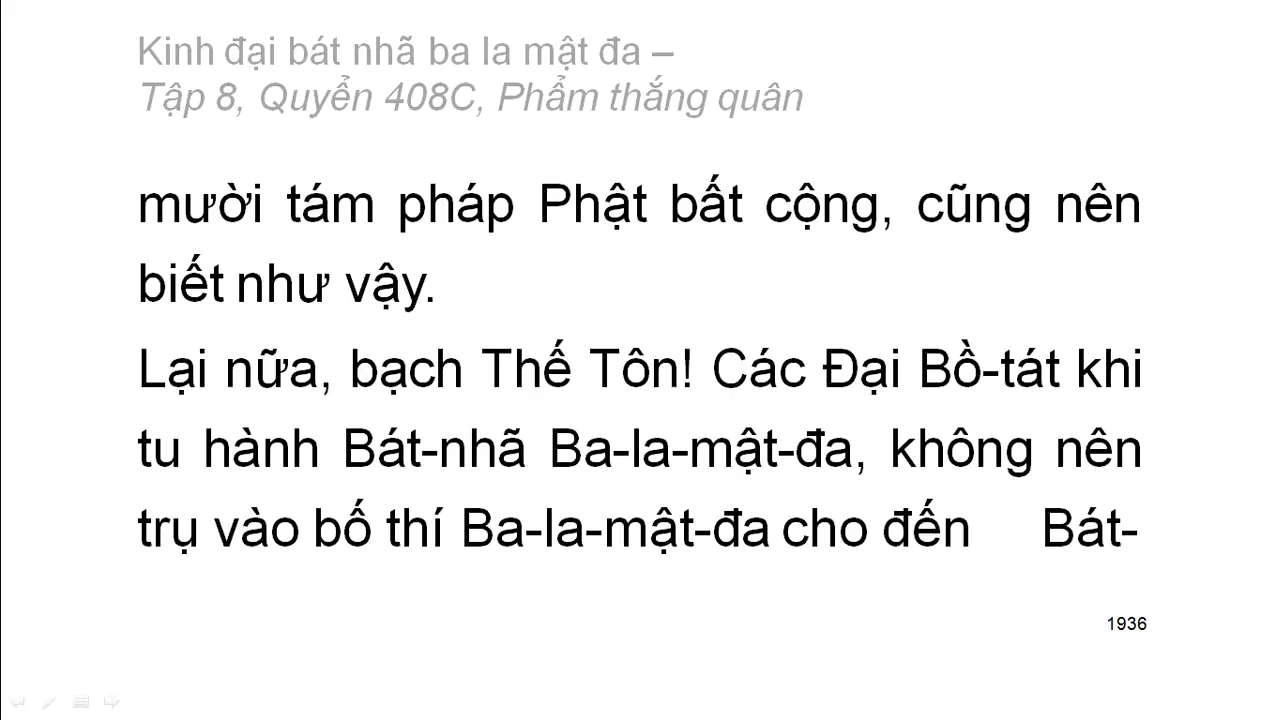 Kinh đại bát nhã ba la mật đa –
Tập 8, Quyển 408C, Phẩm thắng quân
mười tám pháp Phật bất cộng, cũng nên
biết như vậy.
Lại nữa, bạch Thế Tôn! Các Đại Bồ-tát khi
tu hành Bát-nhã Ba-la-mật-đa, không nên
trụ vào bố thí Ba-la-mật-đa cho đến Bát-
1936